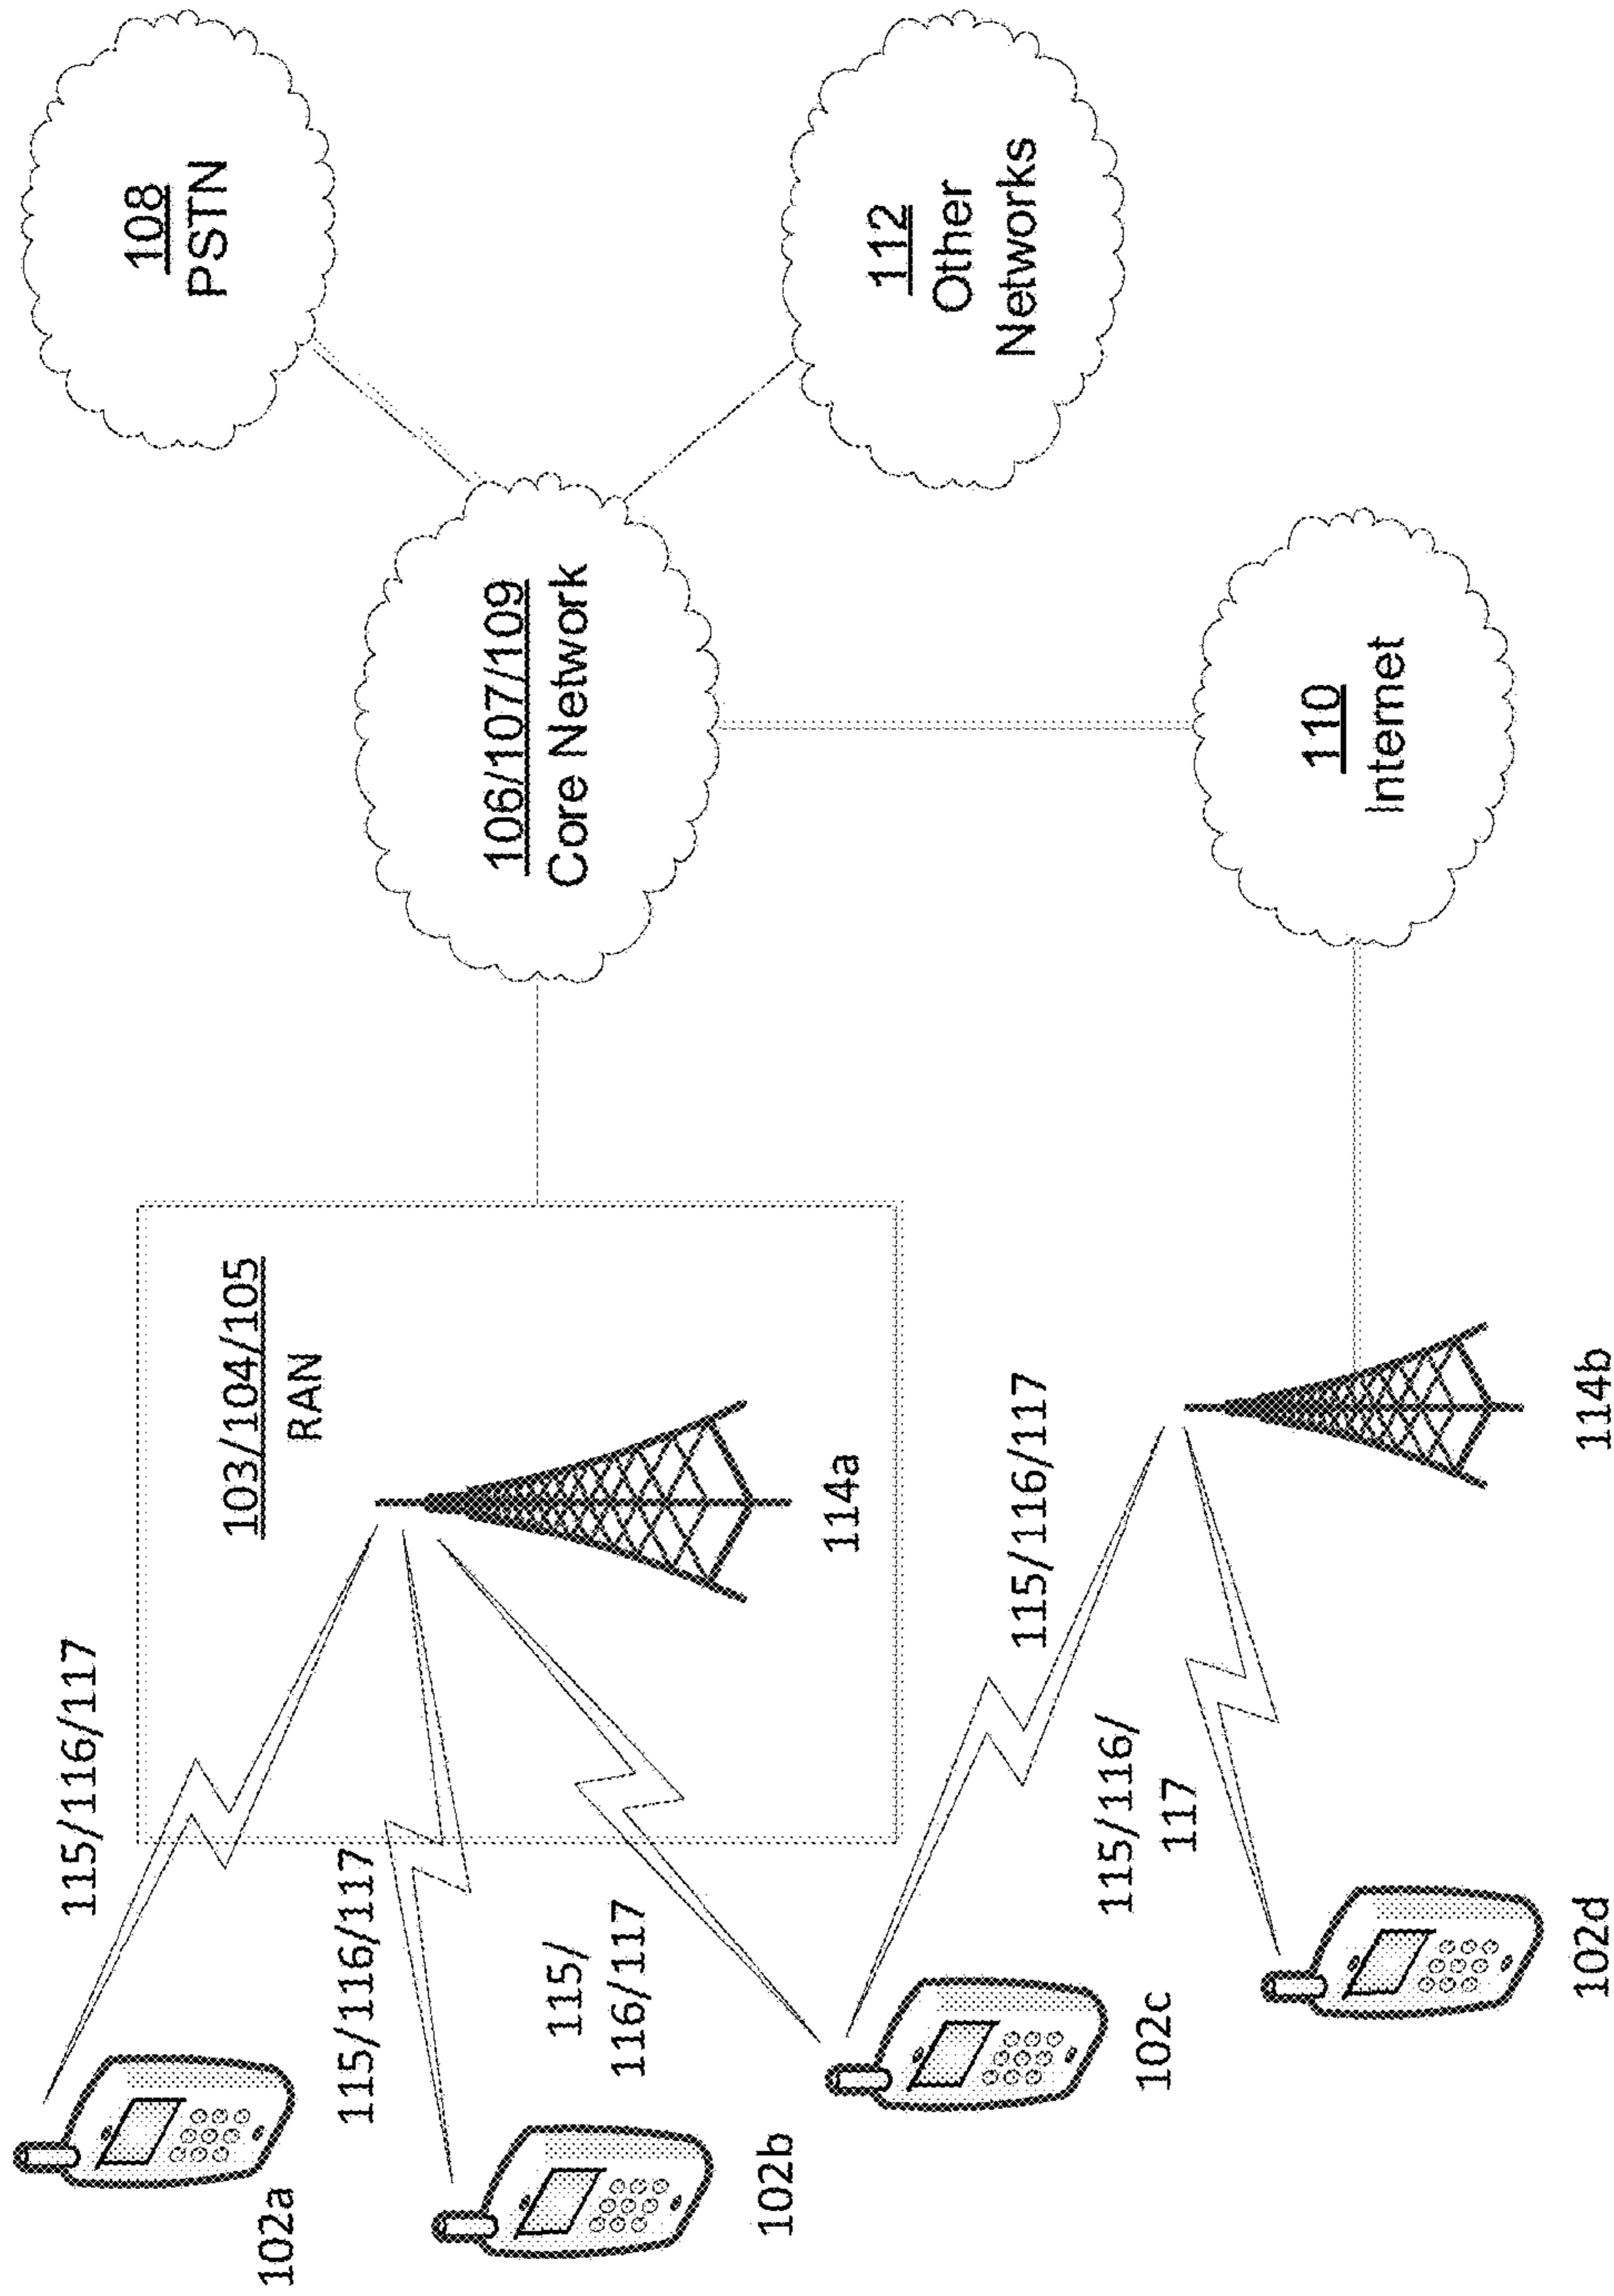 102a
115/116/117
103/104/105
RAN
108
PSTN
102b
115/116/117
115/
116/117
114a
106/107/109
Core Network
112
Other
Networks
102c
115/116/117
115/116/
117
110
Internet
102d
114b